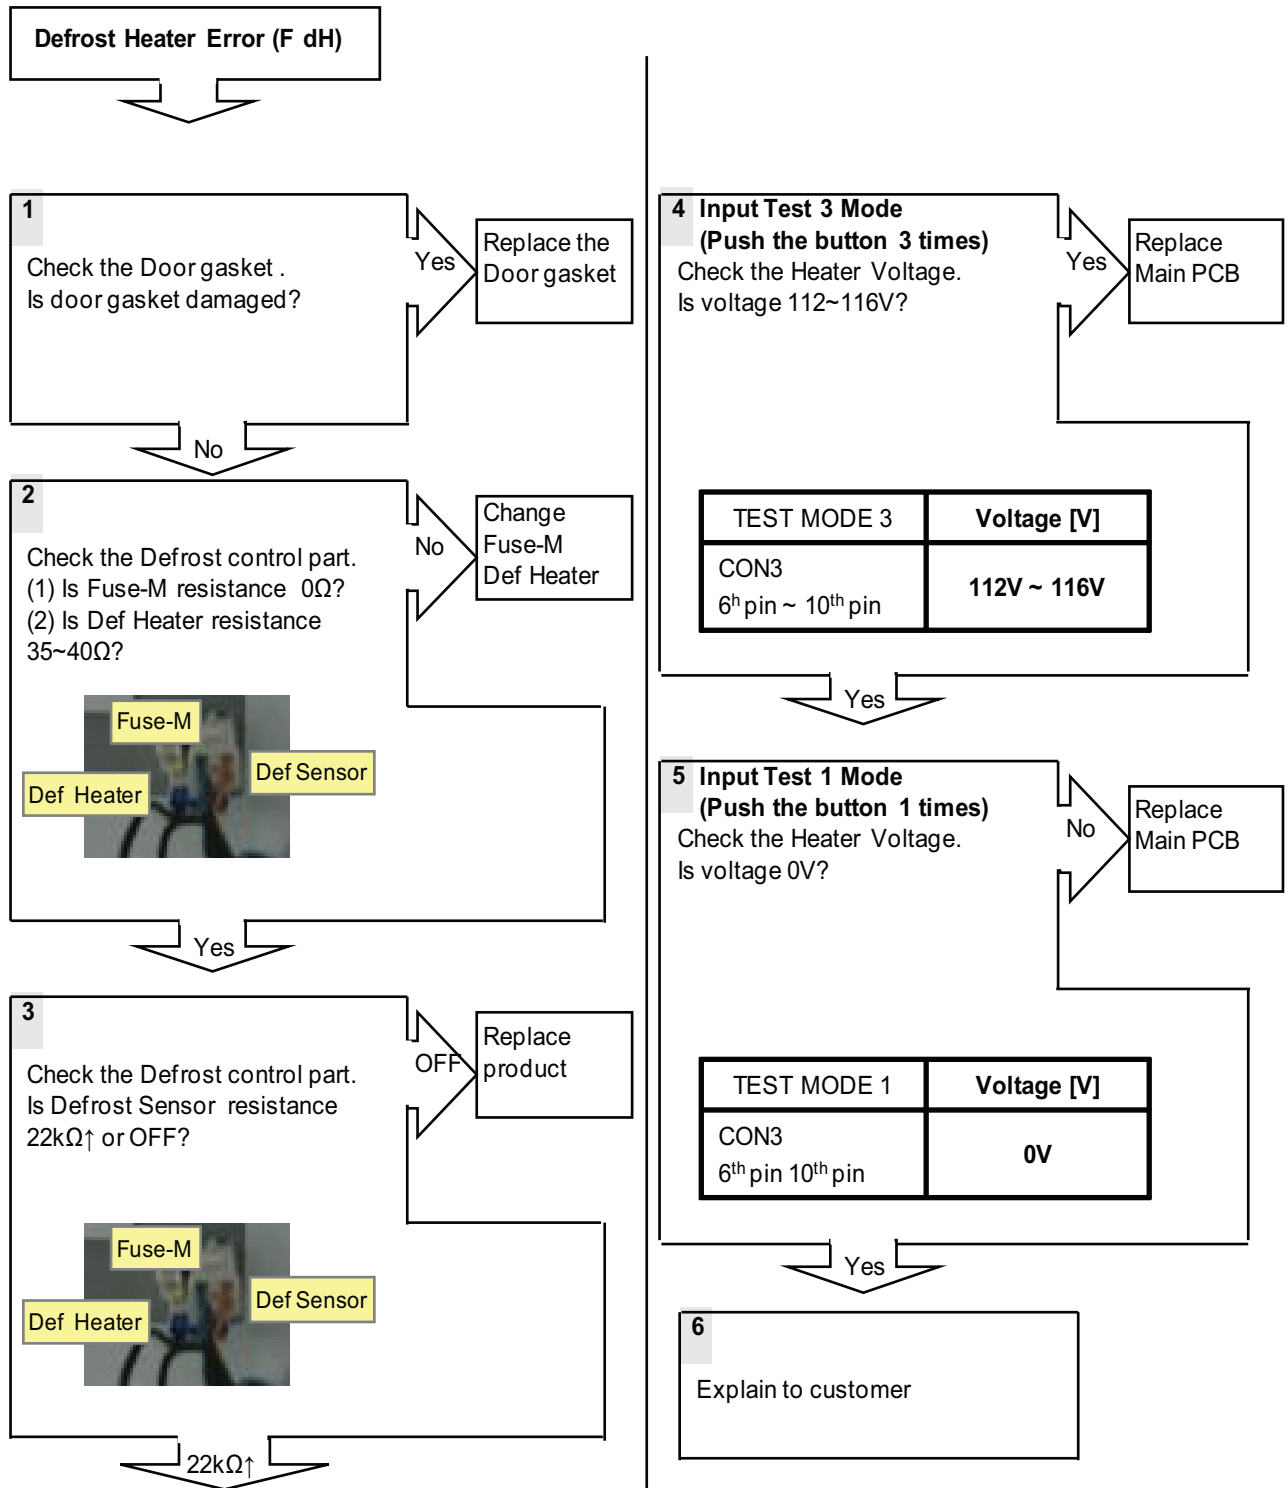 Defrost Heater Error (F dH)
1
Check the Door gasket .
Is door gasket damaged?
Yes
Replace the
Door gasket
No
2
Check the Defrost control part.
(1) Is Fuse-M resistance 0Ω?
(2) Is Def Heater resistance
35~40Ω?
No
Change
Fuse-M
Def Heater
Fuse-M
Def Sensor
Def Heater
Yes
3
Check the Defrost control part.
Is Defrost Sensor resistance
22kΩ↑ or OFF?
OFF
Replace
product
Fuse-M
Def Sensor
Def Heater
22kΩ↑
4 Input Test 3 Mode
(Push the button 3 times)
Check the Heater Voltage.
Is voltage 112~116V?
Yes
Replace
Main PCB
TEST MODE 3 Voltage [V]
CON3
6h pin ~ 10th pin
112V ~ 116V
Yes
5 Input Test 1 Mode
(Push the button 1 times)
Check the Heater Voltage.
Is voltage 0V?
No
Replace
Main PCB
TEST MODE 1 Voltage [V]
CON3
6th pin 10th pin
0V
Yes
6
Explain to customer